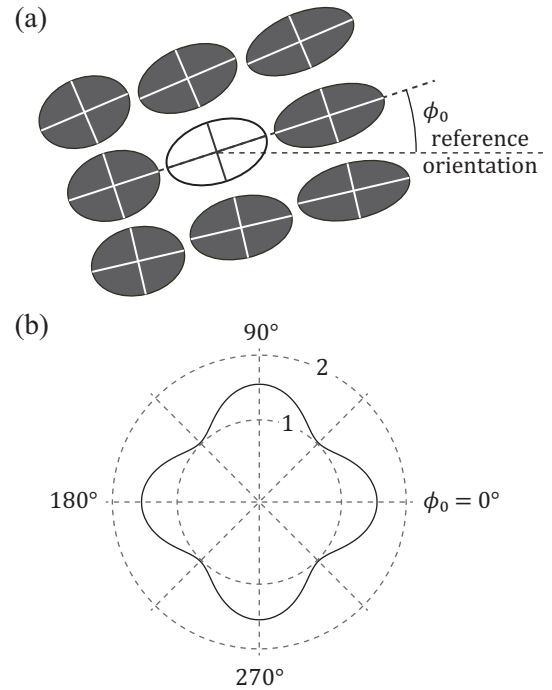 (a)
ϕ₀
reference
orientation
(b)
90°
2
1
180°
ϕ₀ = 0°
270°